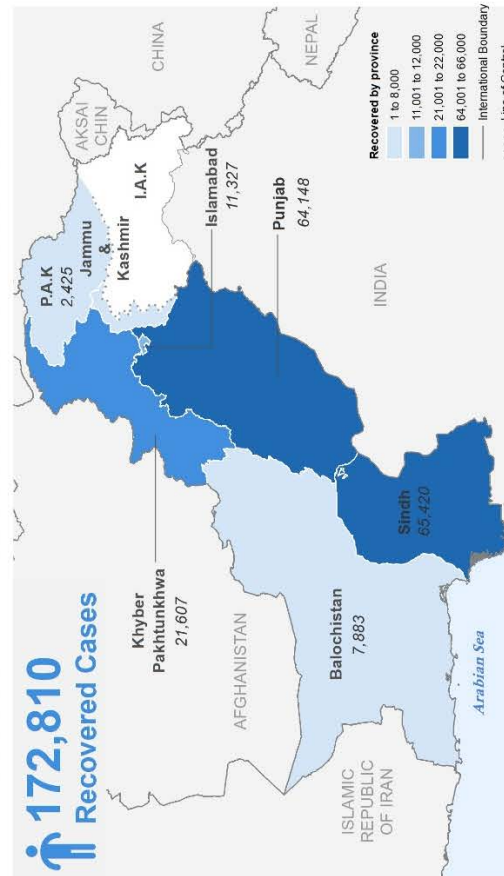 172,810
Recovered Cases
CHINA
AKSAI
CHIN
NEPAL
P.A.K
2,425
Jammu
&
Kashmir
I.A.K
Islamabad
11,327
Punjab
64,148
Khyber
Pakhtunkhwa
21,607
AFGHANISTAN
INDIA
Balochistan
7,883
Sindh
65,420
ISLAMIC
REPUBLIC
OF IRAN
Arabian Sea
Recovered by province
1 to 8,000
11,001 to 12,000
21,001 to 22,000
64,001 to 66,000
International Boundary